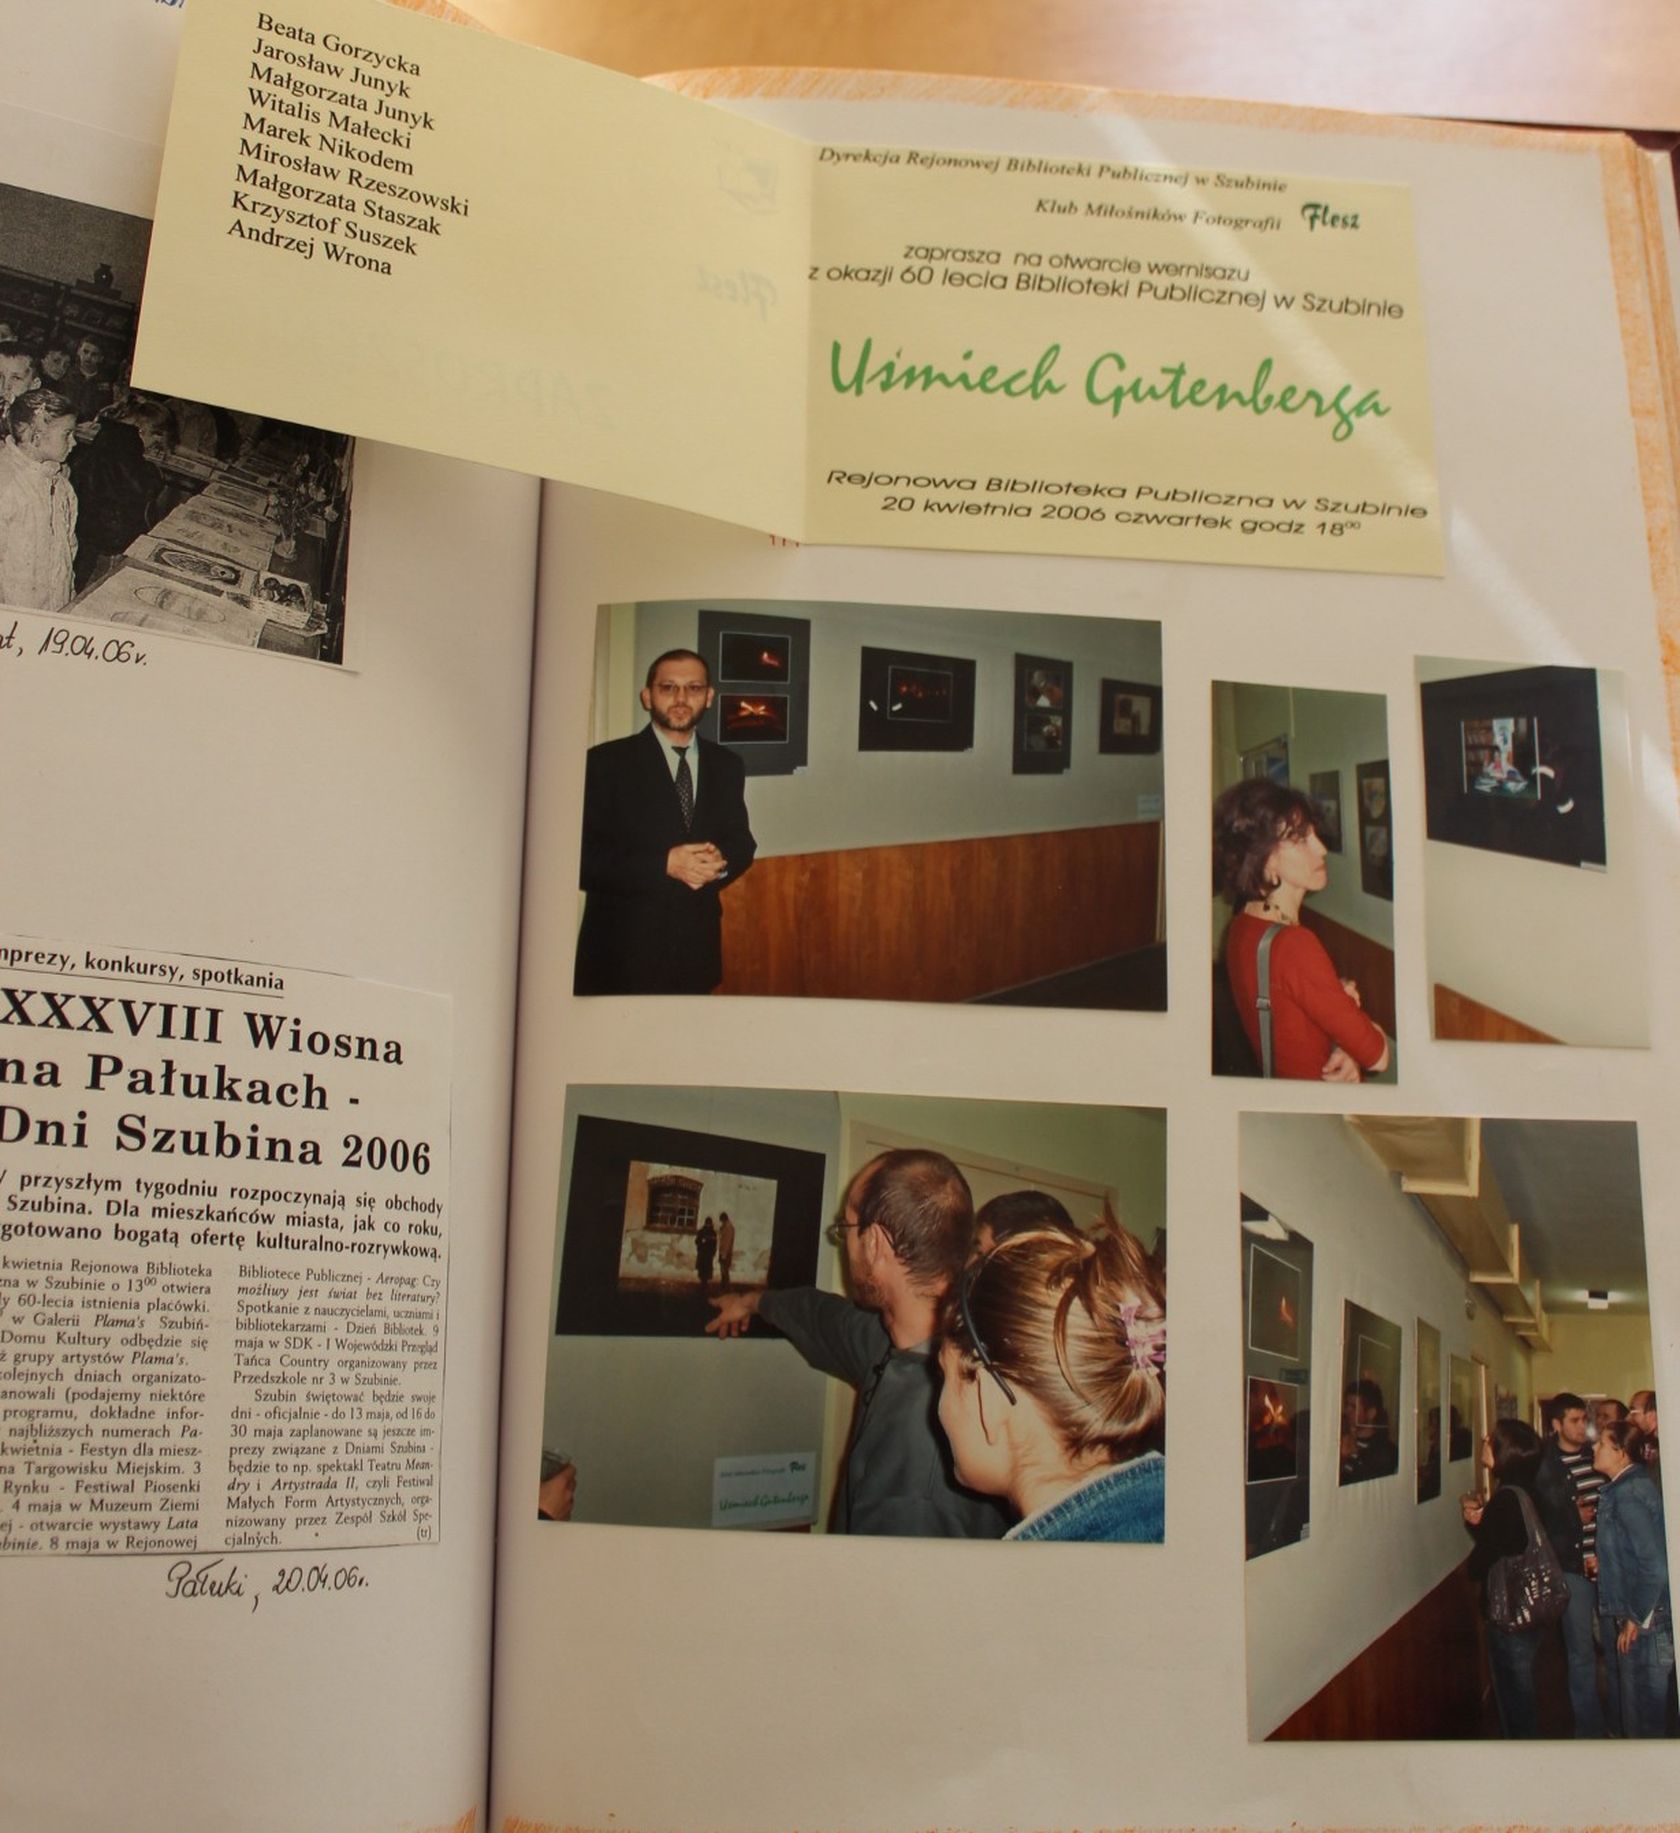 Beata Gorzycka
Jarosław Junyk
Małgorzata Junyk
Witalis Małecki
Marek Nikodem
Mirosław Rzeszowski
Małgorzata Staszak
Krzysztof Suszek
Andrzej Wrona
Dyrekcja Rejonowej Biblioteki Publicznej w Szubinie
Klub Miłośników Fotografii Flesz
zaprasza na otwarcie wernisazu
z okazji 60 lecia Biblioteki Publicznej w Szubinie
Uśmiech Gutenberga
Rejonowa Biblioteka Publiczna w Szubinie
20 kwietnia 2006 czwartek godz 18⁰⁰
19.04.06r.
mprezy, konkursy, spotkania
XXXVIII Wiosna
na Pałukach -
Dni Szubina 2006
przyszłym tygodniu rozpoczynają się obchody
Szubina. Dla mieszkańców miasta, jak co roku,
gotowano bogatą ofertę kulturalno-rozrywkową.
kwietnia Rejonowa Biblioteka
zna w Szubinie o 13⁰⁰ otwiera
dy 60-lecia istnienia placówki.
w Galerii Plama's Szubiń-
Domu Kultury odbędzie się
ż grupy artystów Plama's.
kolejnych dniach organizato-
anowali (podajemy niektóre
programu, dokładne infor-
najbliższych numerach Pa-
kwietnia - Festyn dla miesz-
na Targowisku Miejskim. 3
Rynku - Festiwal Piosenki
4 maja w Muzeum Ziemi
ej - otwarcie wystawy Lata
binie. 8 maja w Rejonowej
Bibliotece Publicznej - Aeropag: Czy
możliwy jest świat bez literatury?
Spotkanie z nauczycielami, uczniami i
bibliotekarzami - Dzień Bibliotek. 9
maja w SDK - I Wojewódzki Przegląd
Tańca Country organizowany przez
Przedszkole nr 3 w Szubinie.
Szubin świętować będzie swoje
dni - oficjalnie - do 13 maja, od 16 do
30 maja zaplanowane są jeszcze im-
prezy związane z Dniami Szubina -
będzie to np. spektakl Teatru Mean-
dry i Artystrada II, czyli Festiwal
Małych Form Artystycznych, orga-
nizowany przez Zespół Szkół Spe-
cjalnych. (tr)
Pałuki, 20.04.06r.
Flesz
Uśmiech Gutenberga